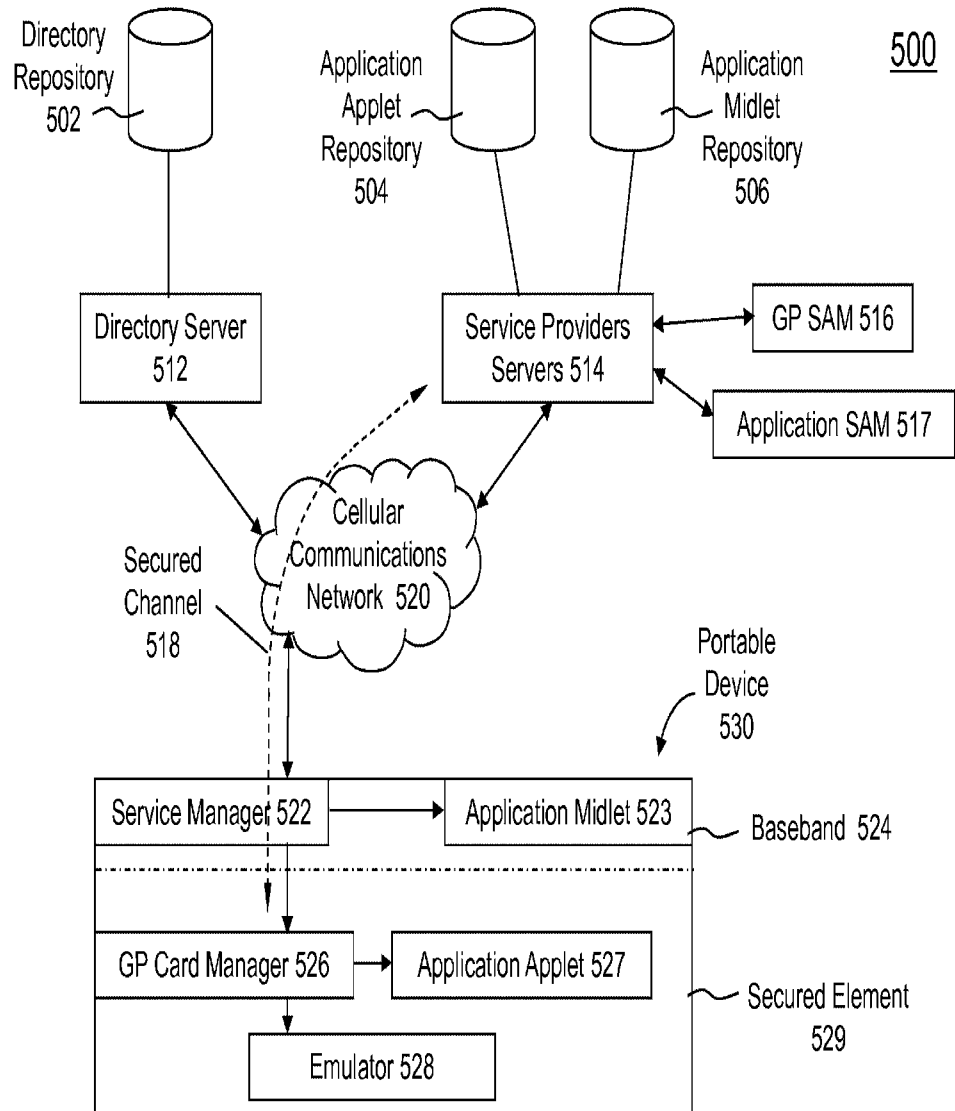 Directory
Repository
502
Application
Applet
Repository
504
Application
Midlet
Repository
506
500
Directory Server
512
Service Providers
Servers 514
GP SAM 516
Application SAM 517
Cellular
Communications
Network 520
Secured
Channel
518
Portable
Device
530
Service Manager 522
Application Midlet 523
Baseband 524
GP Card Manager 526
Application Applet 527
Secured Element
529
Emulator 528